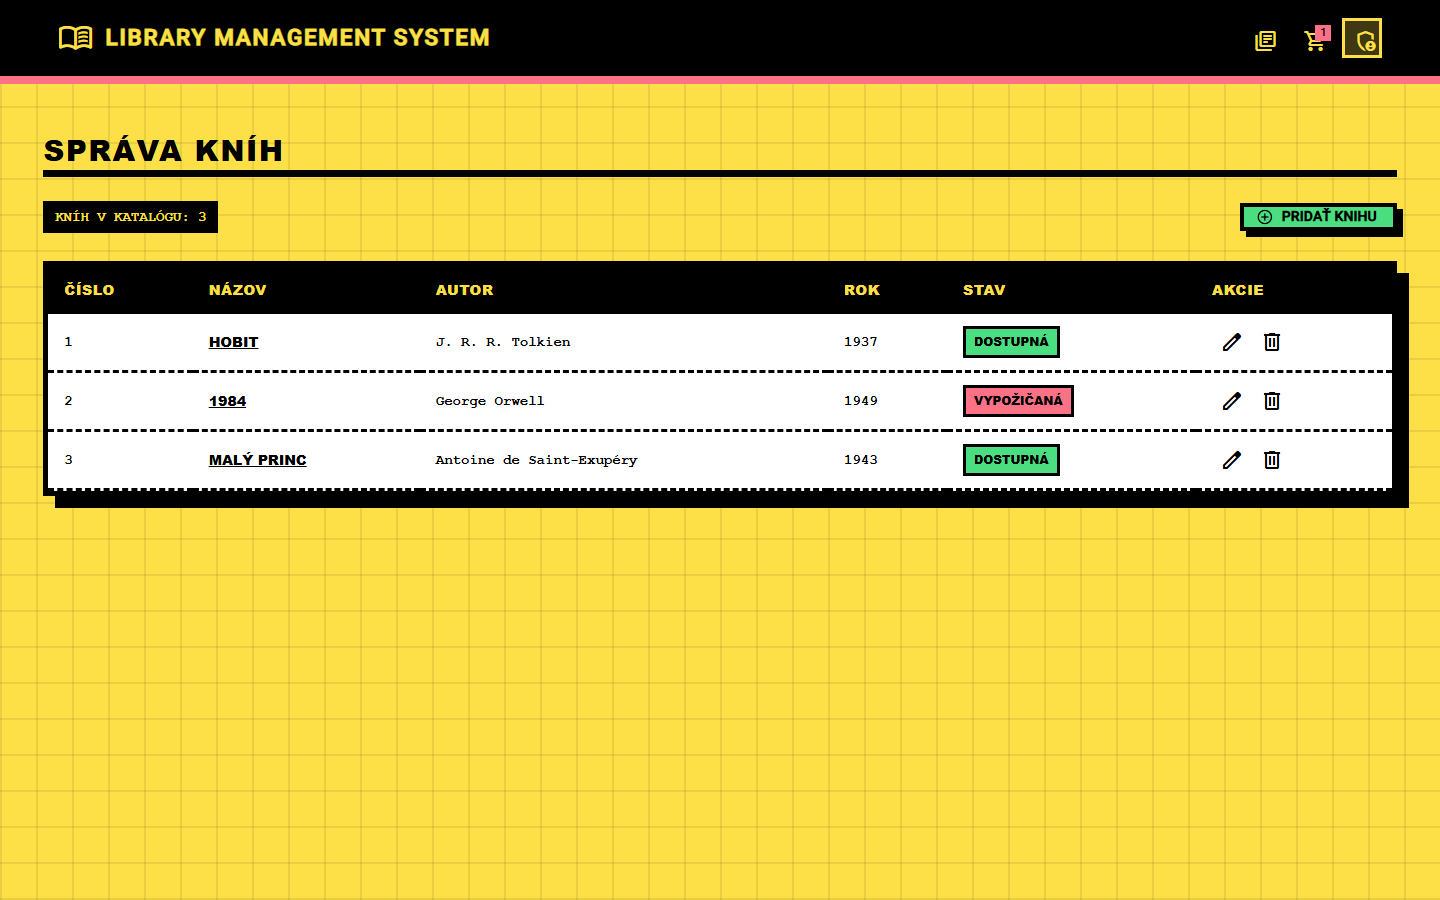 LIBRARY MANAGEMENT SYSTEM
1
SPRÁVA KNÍH
KNÍH V KATALÓGU: 3
PRIDAŤ KNIHU
ČÍSLO NÁZOV AUTOR ROK STAV AKCIE
1 HOBIT J. R. R. Tolkien 1937 DOSTUPNÁ
2 1984 George Orwell 1949 VYPOŽIČANÁ
3 MALÝ PRINC Antoine de Saint-Exupéry 1943 DOSTUPNÁ